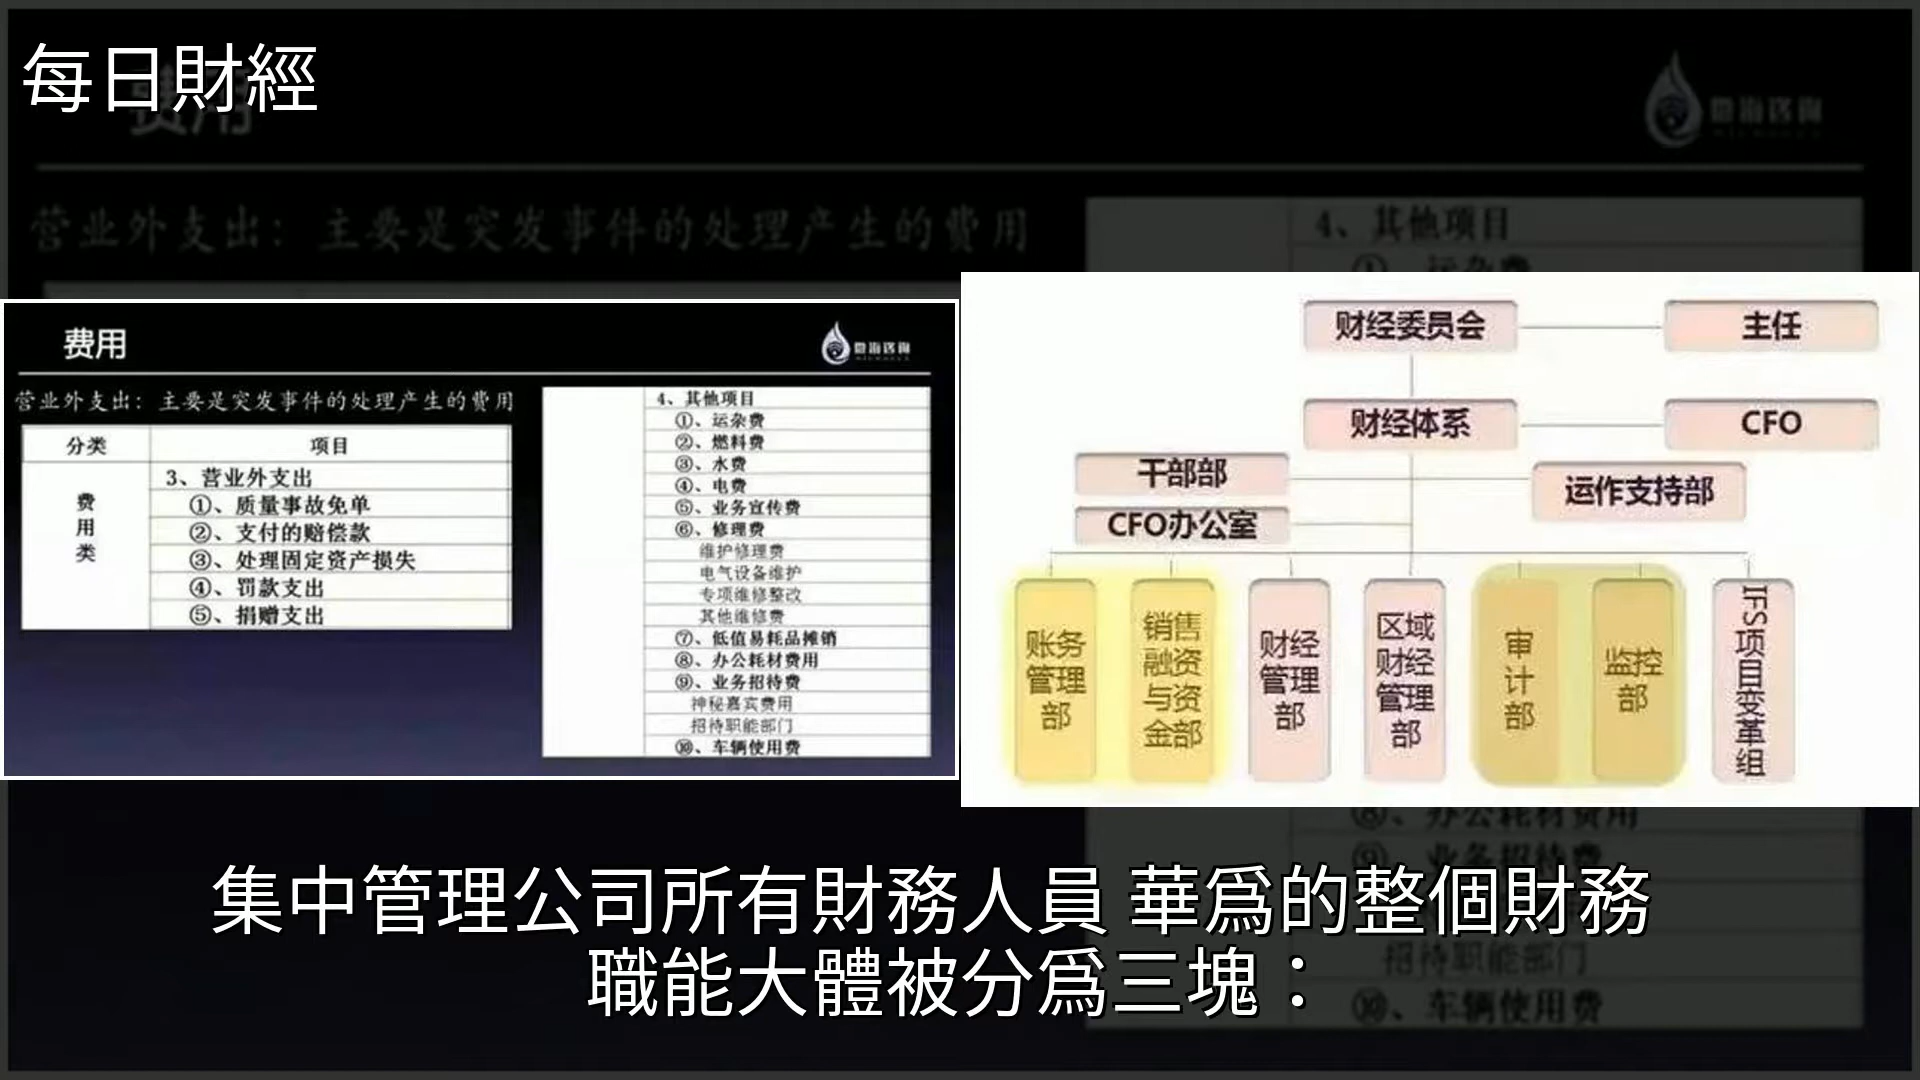 每日財經
费用
营业外支出：主要是突发事件的处理产生的费用
分类 项目
费用类
3、营业外支出
①、质量事故免单
②、支付的赔偿款
③、处理固定资产损失
④、罚款支出
⑤、捐赠支出
4、其他项目
①、运杂费
②、燃料费
③、水费
④、电费
⑤、业务宣传费
⑥、修理费
维护修理费
电气设备维护
专项维修整改
其他维修费
⑦、低值易耗品摊销
⑧、办公耗材费用
⑨、业务招待费
神秘嘉宾费用
招待职能部门
⑩、车辆使用费
财经委员会 主任
财经体系 CFO
干部部
运作支持部
CFO办公室
账务管理部
销售融资与资金部
财经管理部
区域财经管理部
审计部
监控部
IFS项目变革组
集中管理公司所有財務人員 華爲的整個財務
職能大體被分爲三塊：